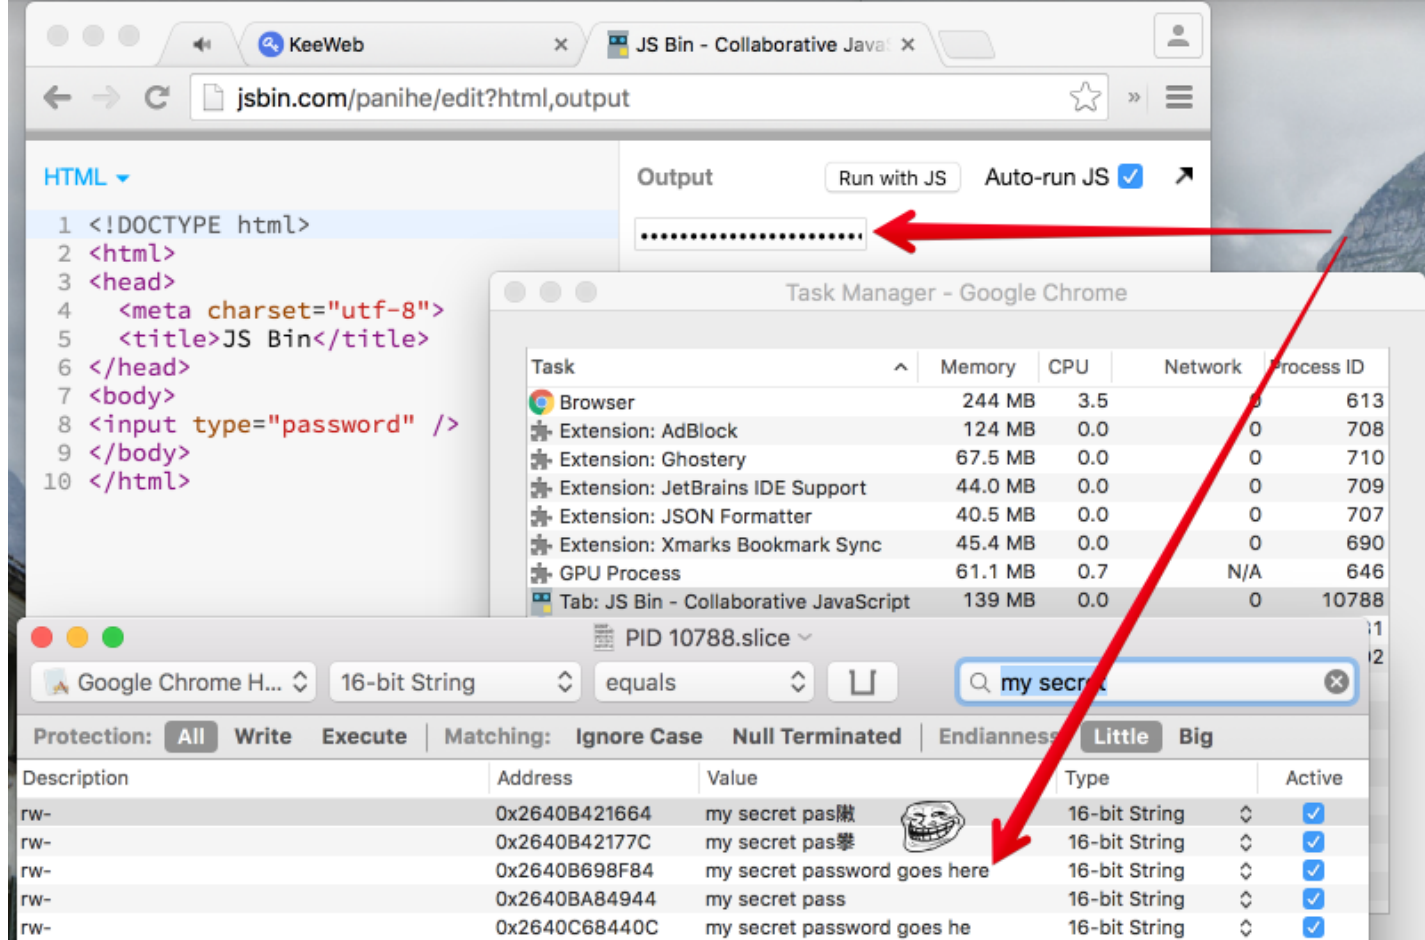 KeeWeb
JS Bin - Collaborative Java
jsbin.com/panihe/edit?html,output
»
HTML
Output
Run with JS
Auto-run JS
1 <!DOCTYPE html>
2 <html>
3 <head>
4 <meta charset="utf-8">
5 <title>JS Bin</title>
6 </head>
7 <body>
8 <input type="password" />
9 </body>
10 </html>
Task Manager - Google Chrome
Task Memory CPU Network Process ID
Browser 244 MB 3.5 0 613
Extension: AdBlock 124 MB 0.0 0 708
Extension: Ghostery 67.5 MB 0.0 0 710
Extension: JetBrains IDE Support 44.0 MB 0.0 0 709
Extension: JSON Formatter 40.5 MB 0.0 0 707
Extension: Xmarks Bookmark Sync 45.4 MB 0.0 0 690
GPU Process 61.1 MB 0.7 N/A 646
Tab: JS Bin - Collaborative JavaScript 139 MB 0.0 0 10788
PID 10788.slice
Google Chrome H... 16-bit String equals my secret
Protection: All Write Execute Matching: Ignore Case Null Terminated Endianness Little Big
Description Address Value Type Active
rw- 0x2640B421664 my secret pas 16-bit String
rw- 0x2640B42177C my secret pas 16-bit String
rw- 0x2640B698F84 my secret password goes here 16-bit String
rw- 0x2640BA84944 my secret pass 16-bit String
rw- 0x2640C68440C my secret password goes he 16-bit String